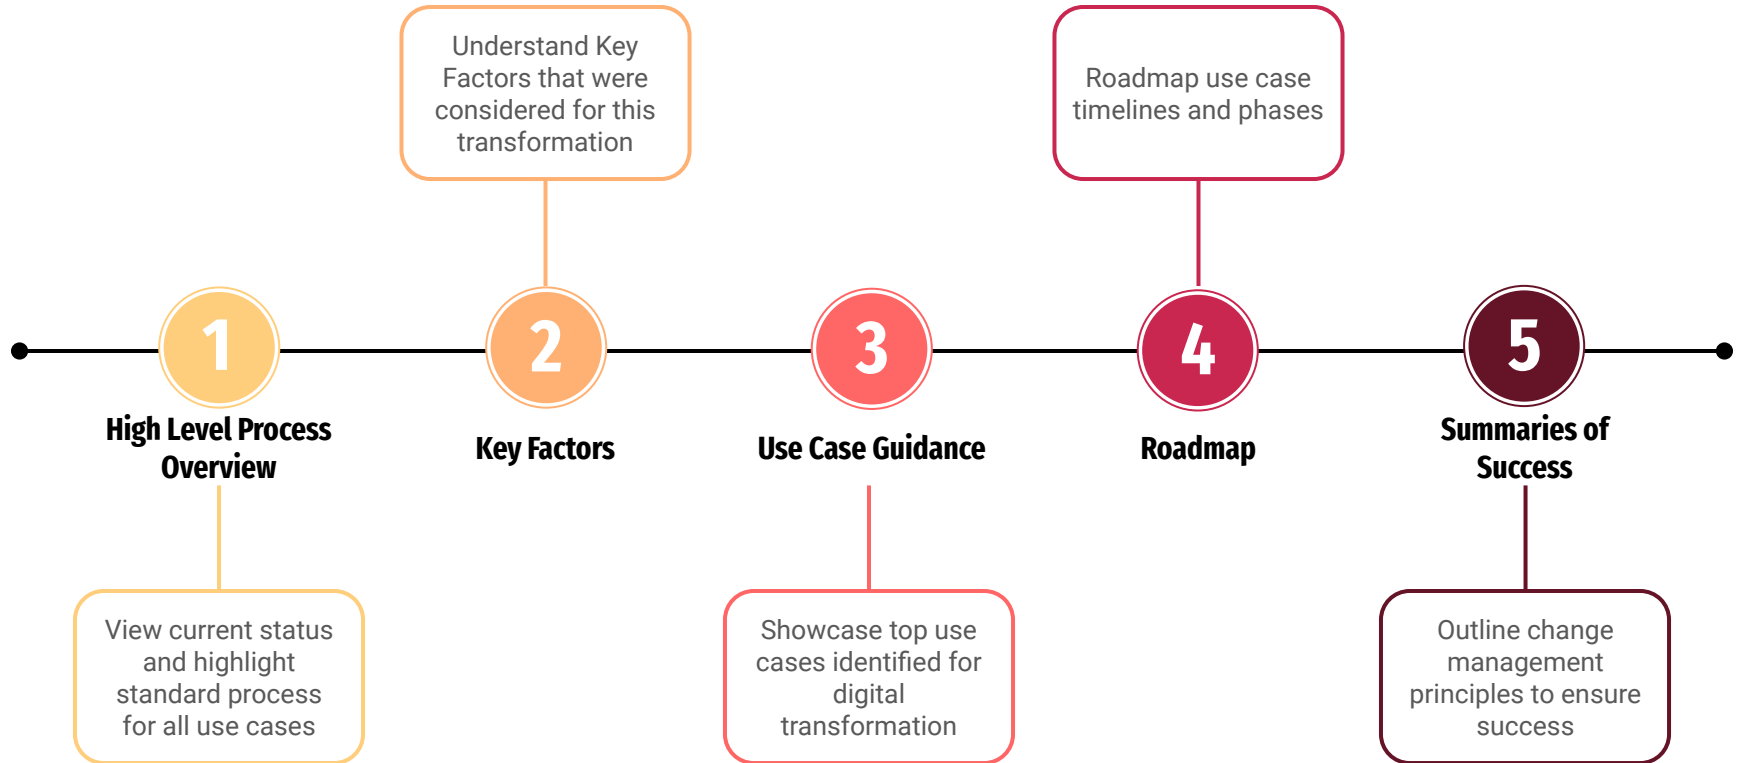 Understand Key
Factors that were
considered for this
transformation
Roadmap use case
timelines and phases
1
2
3
4
5
High Level Process
Overview
Key Factors
Use Case Guidance
Roadmap
Summaries of
Success
View current status
and highlight
standard process
for all use cases
Showcase top use
cases identified for
digital
transformation
Outline change
management
principles to ensure
success